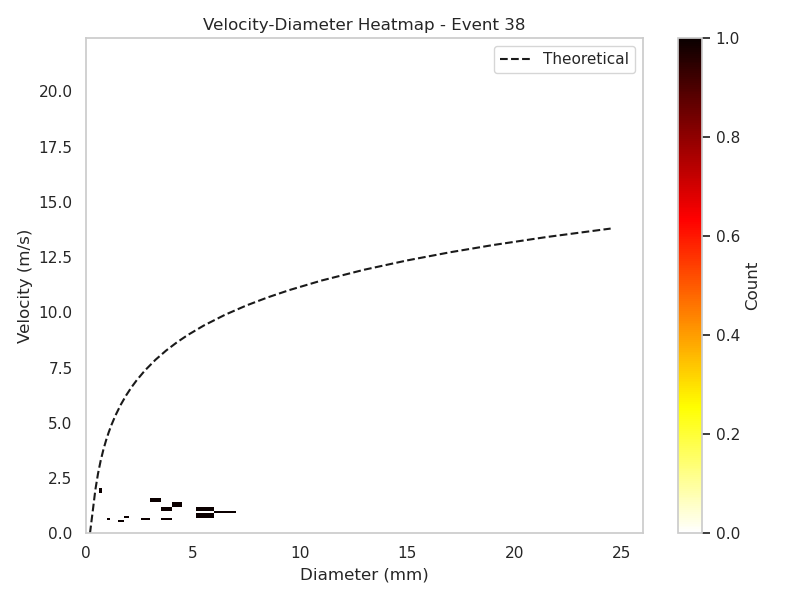 Velocity-Diameter Heatmap - Event 38
Theoretical
Velocity (m/s)
20.0
17.5
15.0
12.5
10.0
7.5
5.0
2.5
0.0
0 5 10 15 20 25
Diameter (mm)
1.0
0.8
0.6
0.4
0.2
0.0
Count